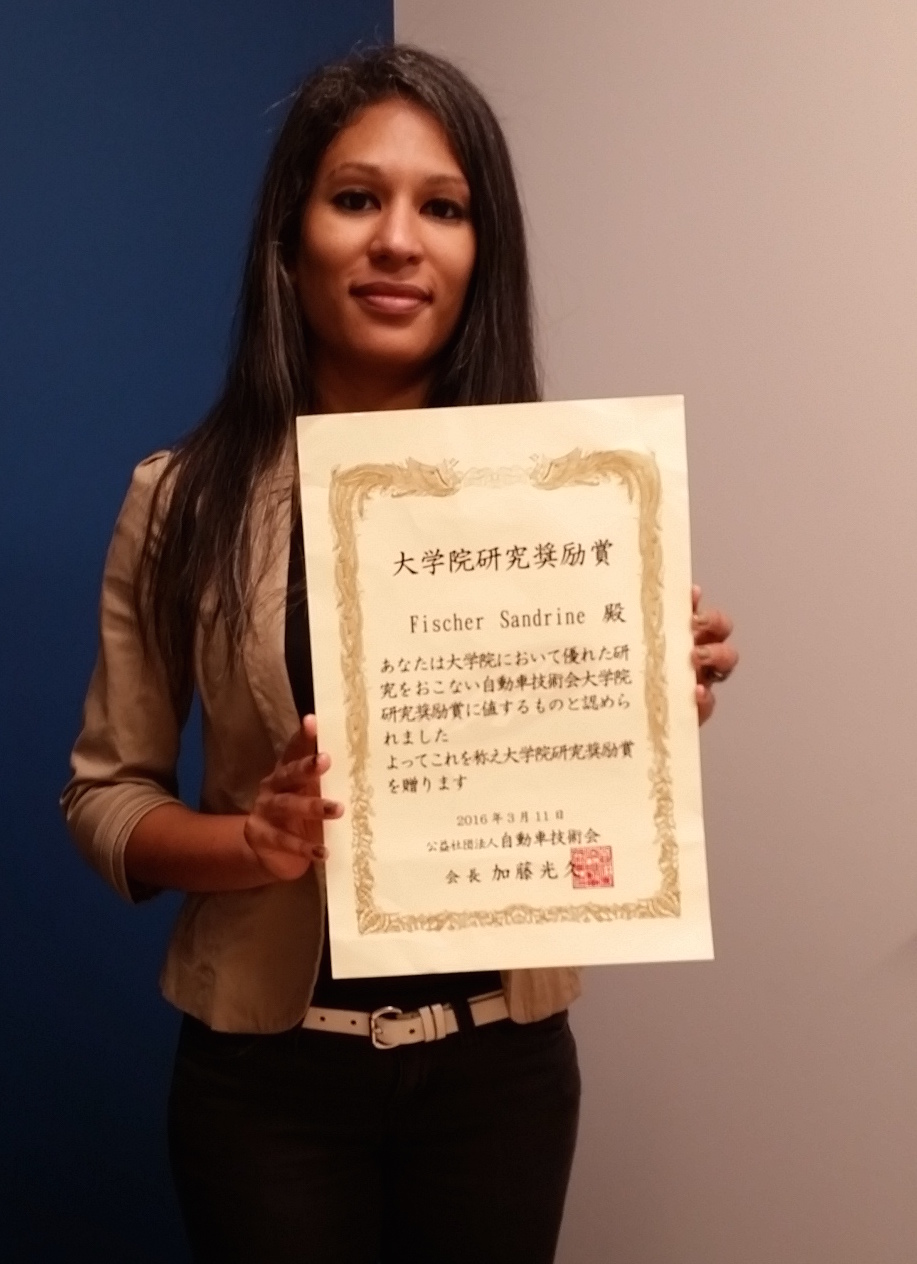 大学院研究奨励賞
Fischer Sandrine 殿
あなたは大学院において優れた研
究をおこない自動車技術会大学院
研究奨励賞に値するものと認めら
れました
よってこれを称え大学院研究奨励賞
を贈ります
2016年3月11日
公益社団法人自動車技術会
会長 加藤光久